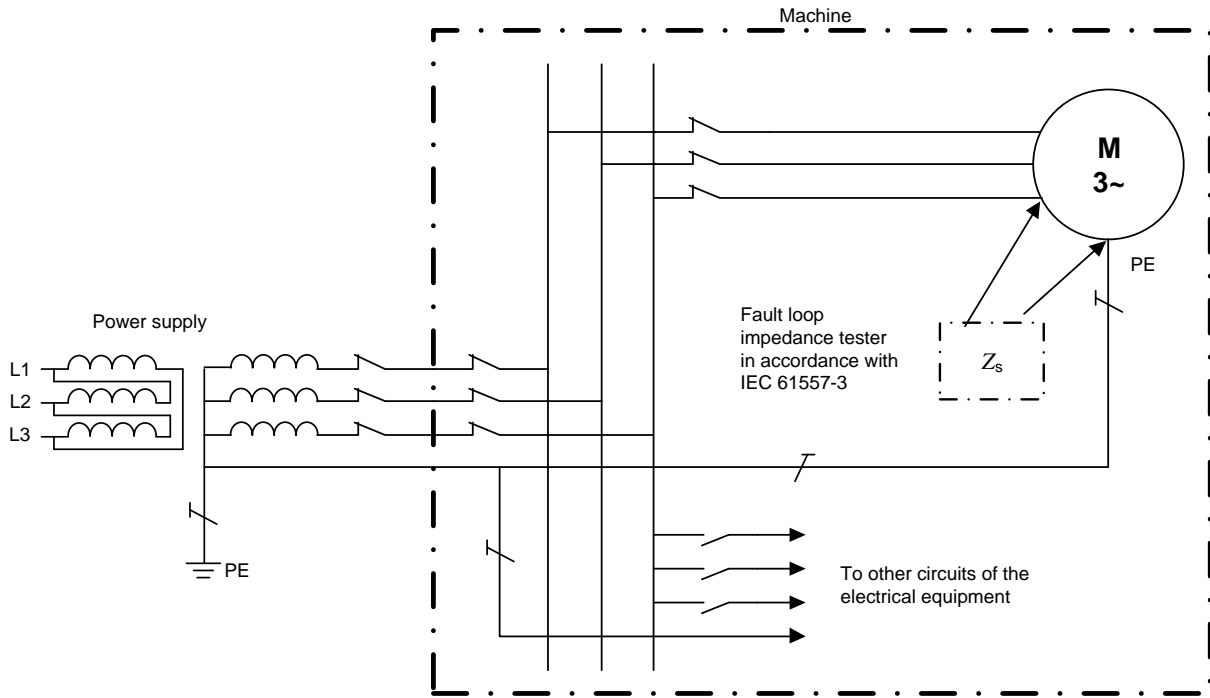 Machine
M
3~
PE
Power supply
Fault loop
impedance tester
in accordance with
IEC 61557-3
Zs
L1
L2
L3
PE
To other circuits of the
electrical equipment